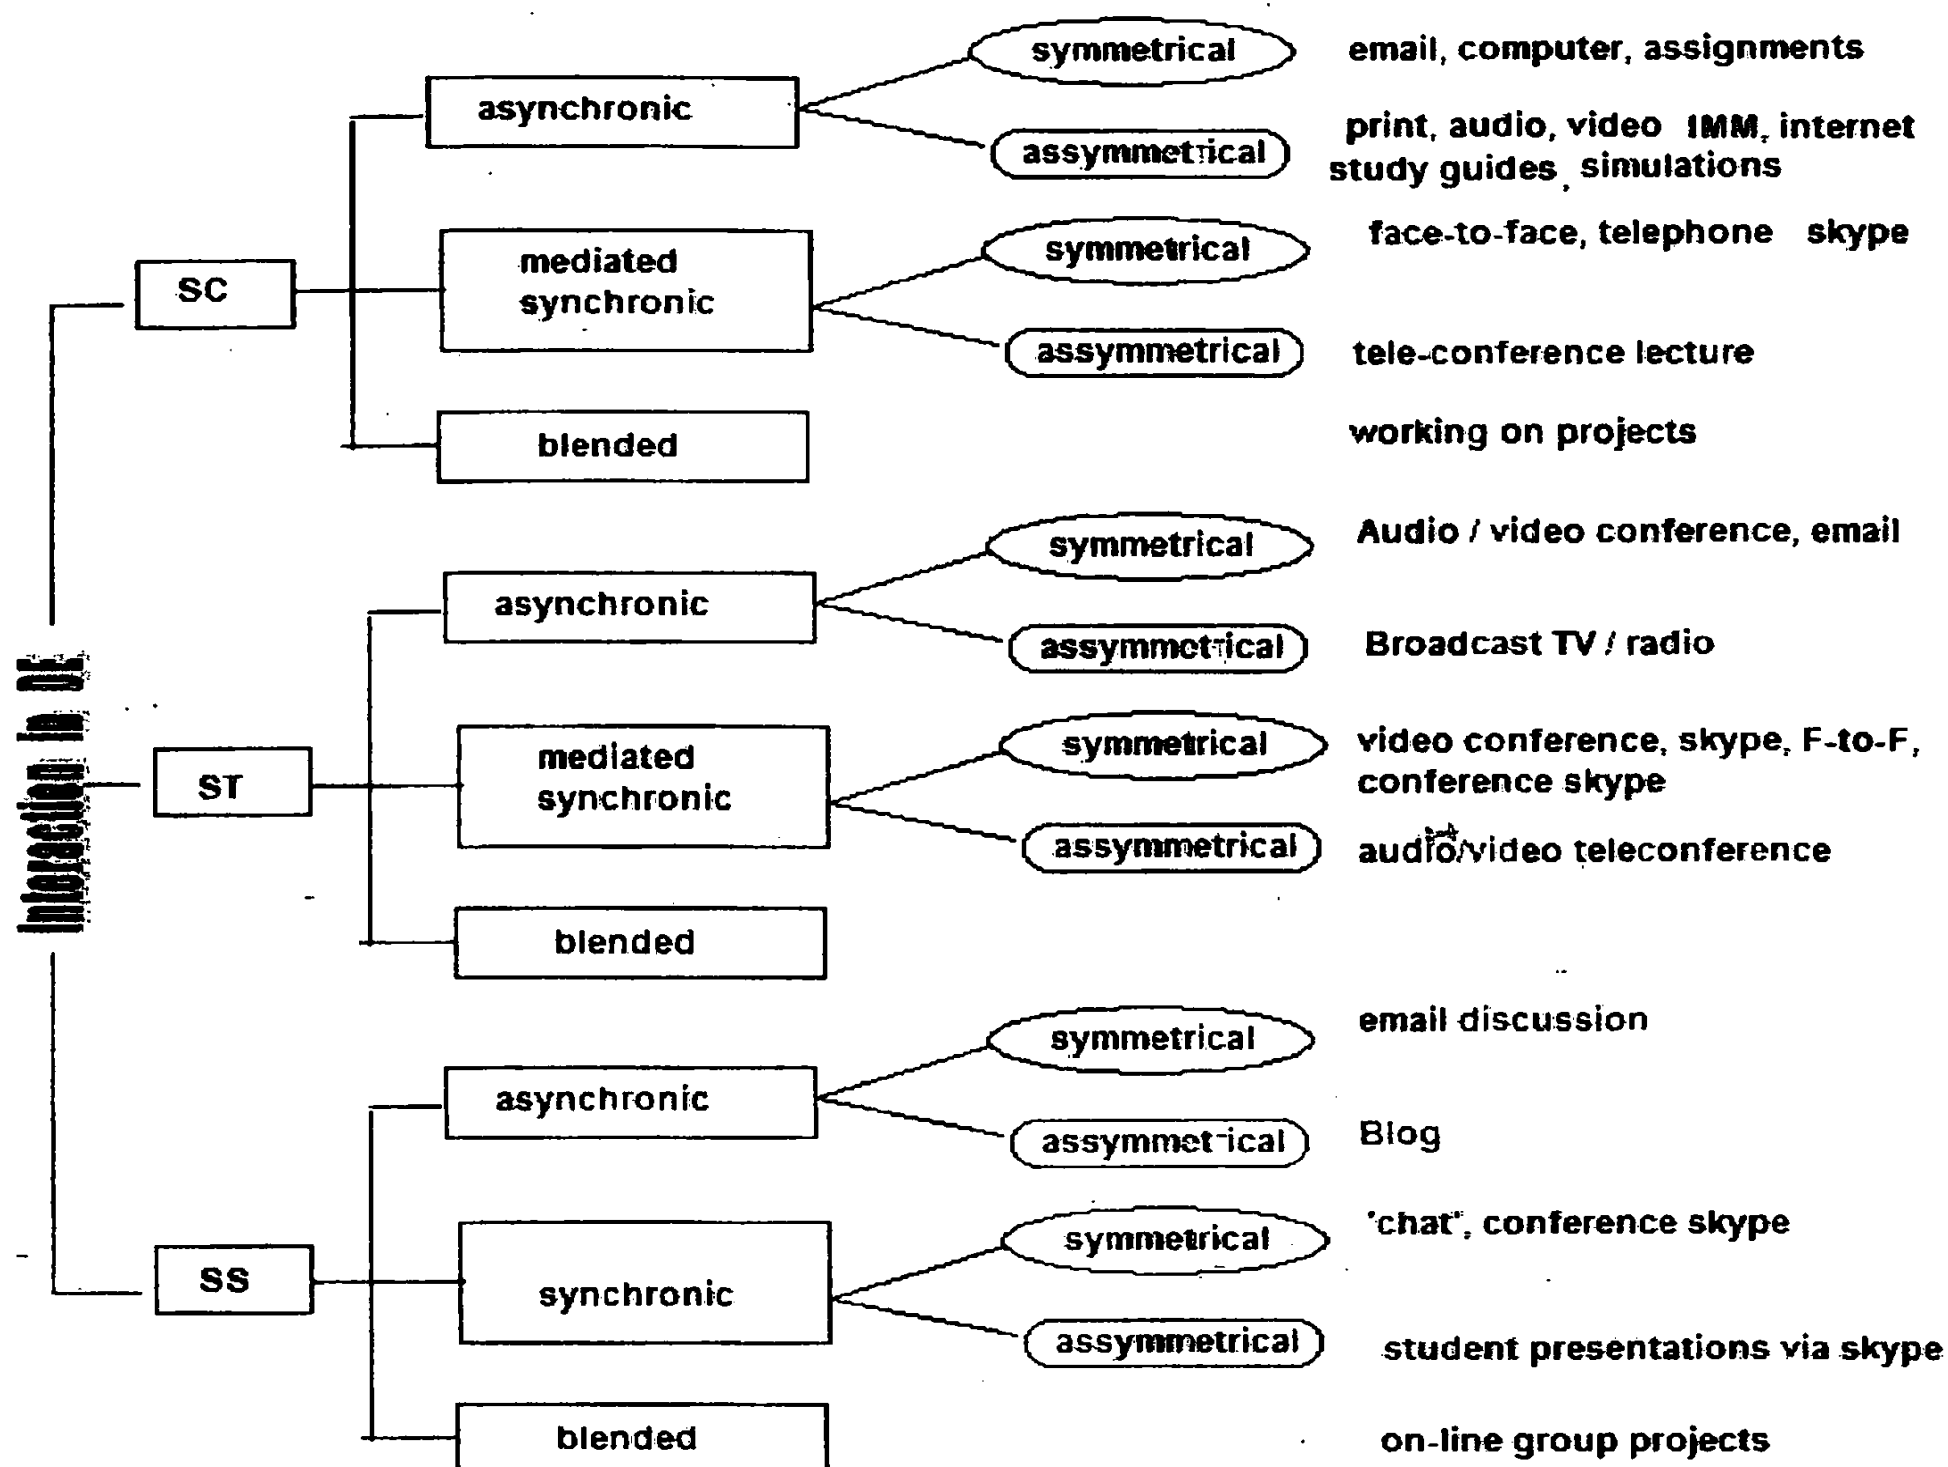 Interaction in DE
SC
asynchronic
symmetrical
email, computer, assignments
assymmetrical
print, audio, video IMM, internet
study guides, simulations
mediated
synchronic
symmetrical
face-to-face, telephone skype
assymmetrical
tele-conference lecture
blended
working on projects
ST
asynchronic
symmetrical
Audio / video conference, email
assymmetrical
Broadcast TV / radio
mediated
synchronic
symmetrical
video conference, skype, F-to-F,
conference skype
assymmetrical
audio/video teleconference
blended
SS
asynchronic
symmetrical
email discussion
assymmetrical
Blog
synchronic
symmetrical
'chat', conference skype
assymmetrical
student presentations via skype
blended
on-line group projects